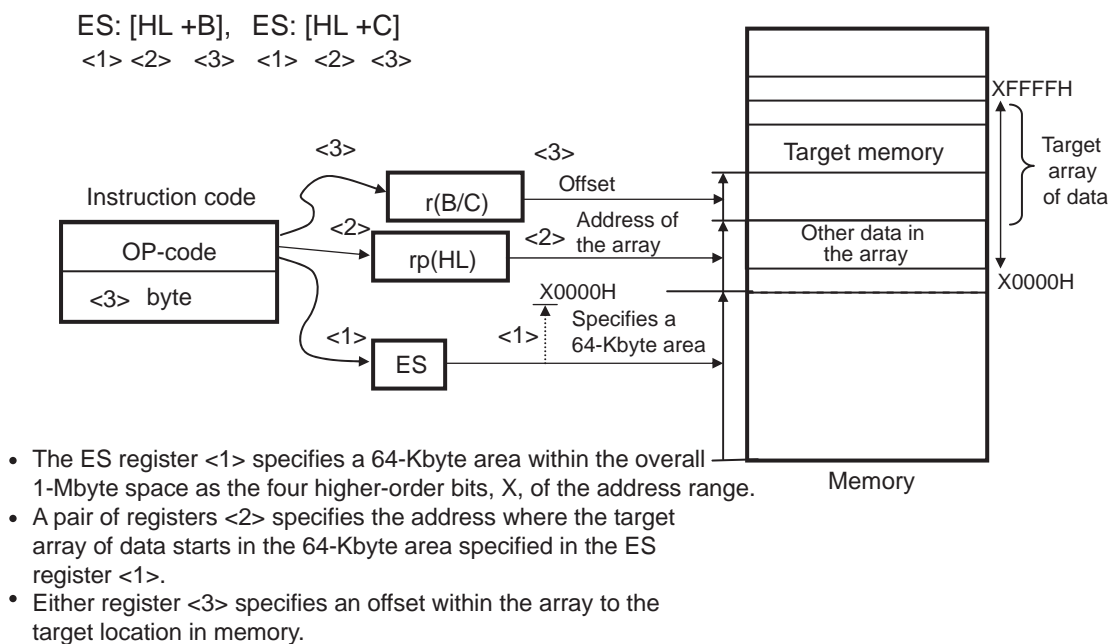 ES: [HL +B], ES: [HL +C]
<1> <2> <3> <1> <2> <3>
XFFFFH
Target
array
of data
Target memory
<3>
<3>
Offset
Instruction code
r(B/C)
OP-code
<2>
<2>
Address of
the array
rp(HL)
Other data in
the array
X0000H
<3> byte
X0000H
<1>
<1>
Specifies a
64-Kbyte area
ES
Memory
• The ES register <1> specifies a 64-Kbyte area within the overall
1-Mbyte space as the four higher-order bits, X, of the address range.
• A pair of registers <2> specifies the address where the target
array of data starts in the 64-Kbyte area specified in the ES
register <1>.
• Either register <3> specifies an offset within the array to the
target location in memory.